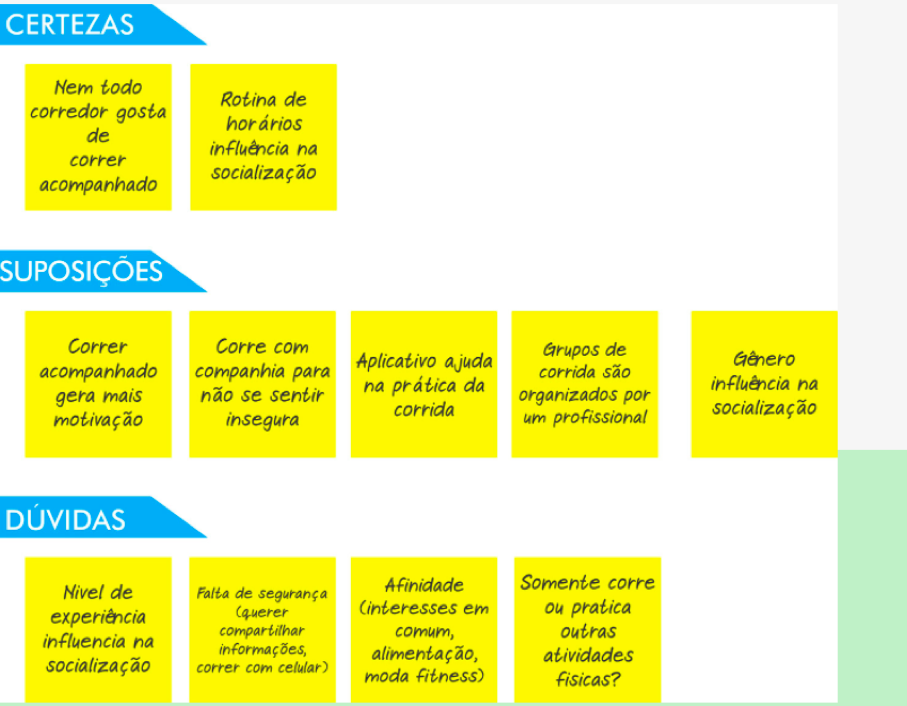 CERTEZAS
Nem todo
corredor gosta
de
correr
acompanhado
Rotina de
horários
influência na
socialização
SUPOSIÇÕES
Correr
acompanhado
gera mais
motivação
Corre com
companhia para
não se sentir
insegura
Aplicativo ajuda
na prática da
corrida
Grupos de
corrida são
organizados por
um profissional
Gênero
influência na
socialização
DÚVIDAS
Nivel de
experiência
influencia na
socialização
Falta de segurança
(querer
compartilhar
informações,
correr com celular)
Afinidade
(interesses em
comum,
alimentação,
moda fitness)
Somente corre
ou pratica
outras
atividades
fisicas?